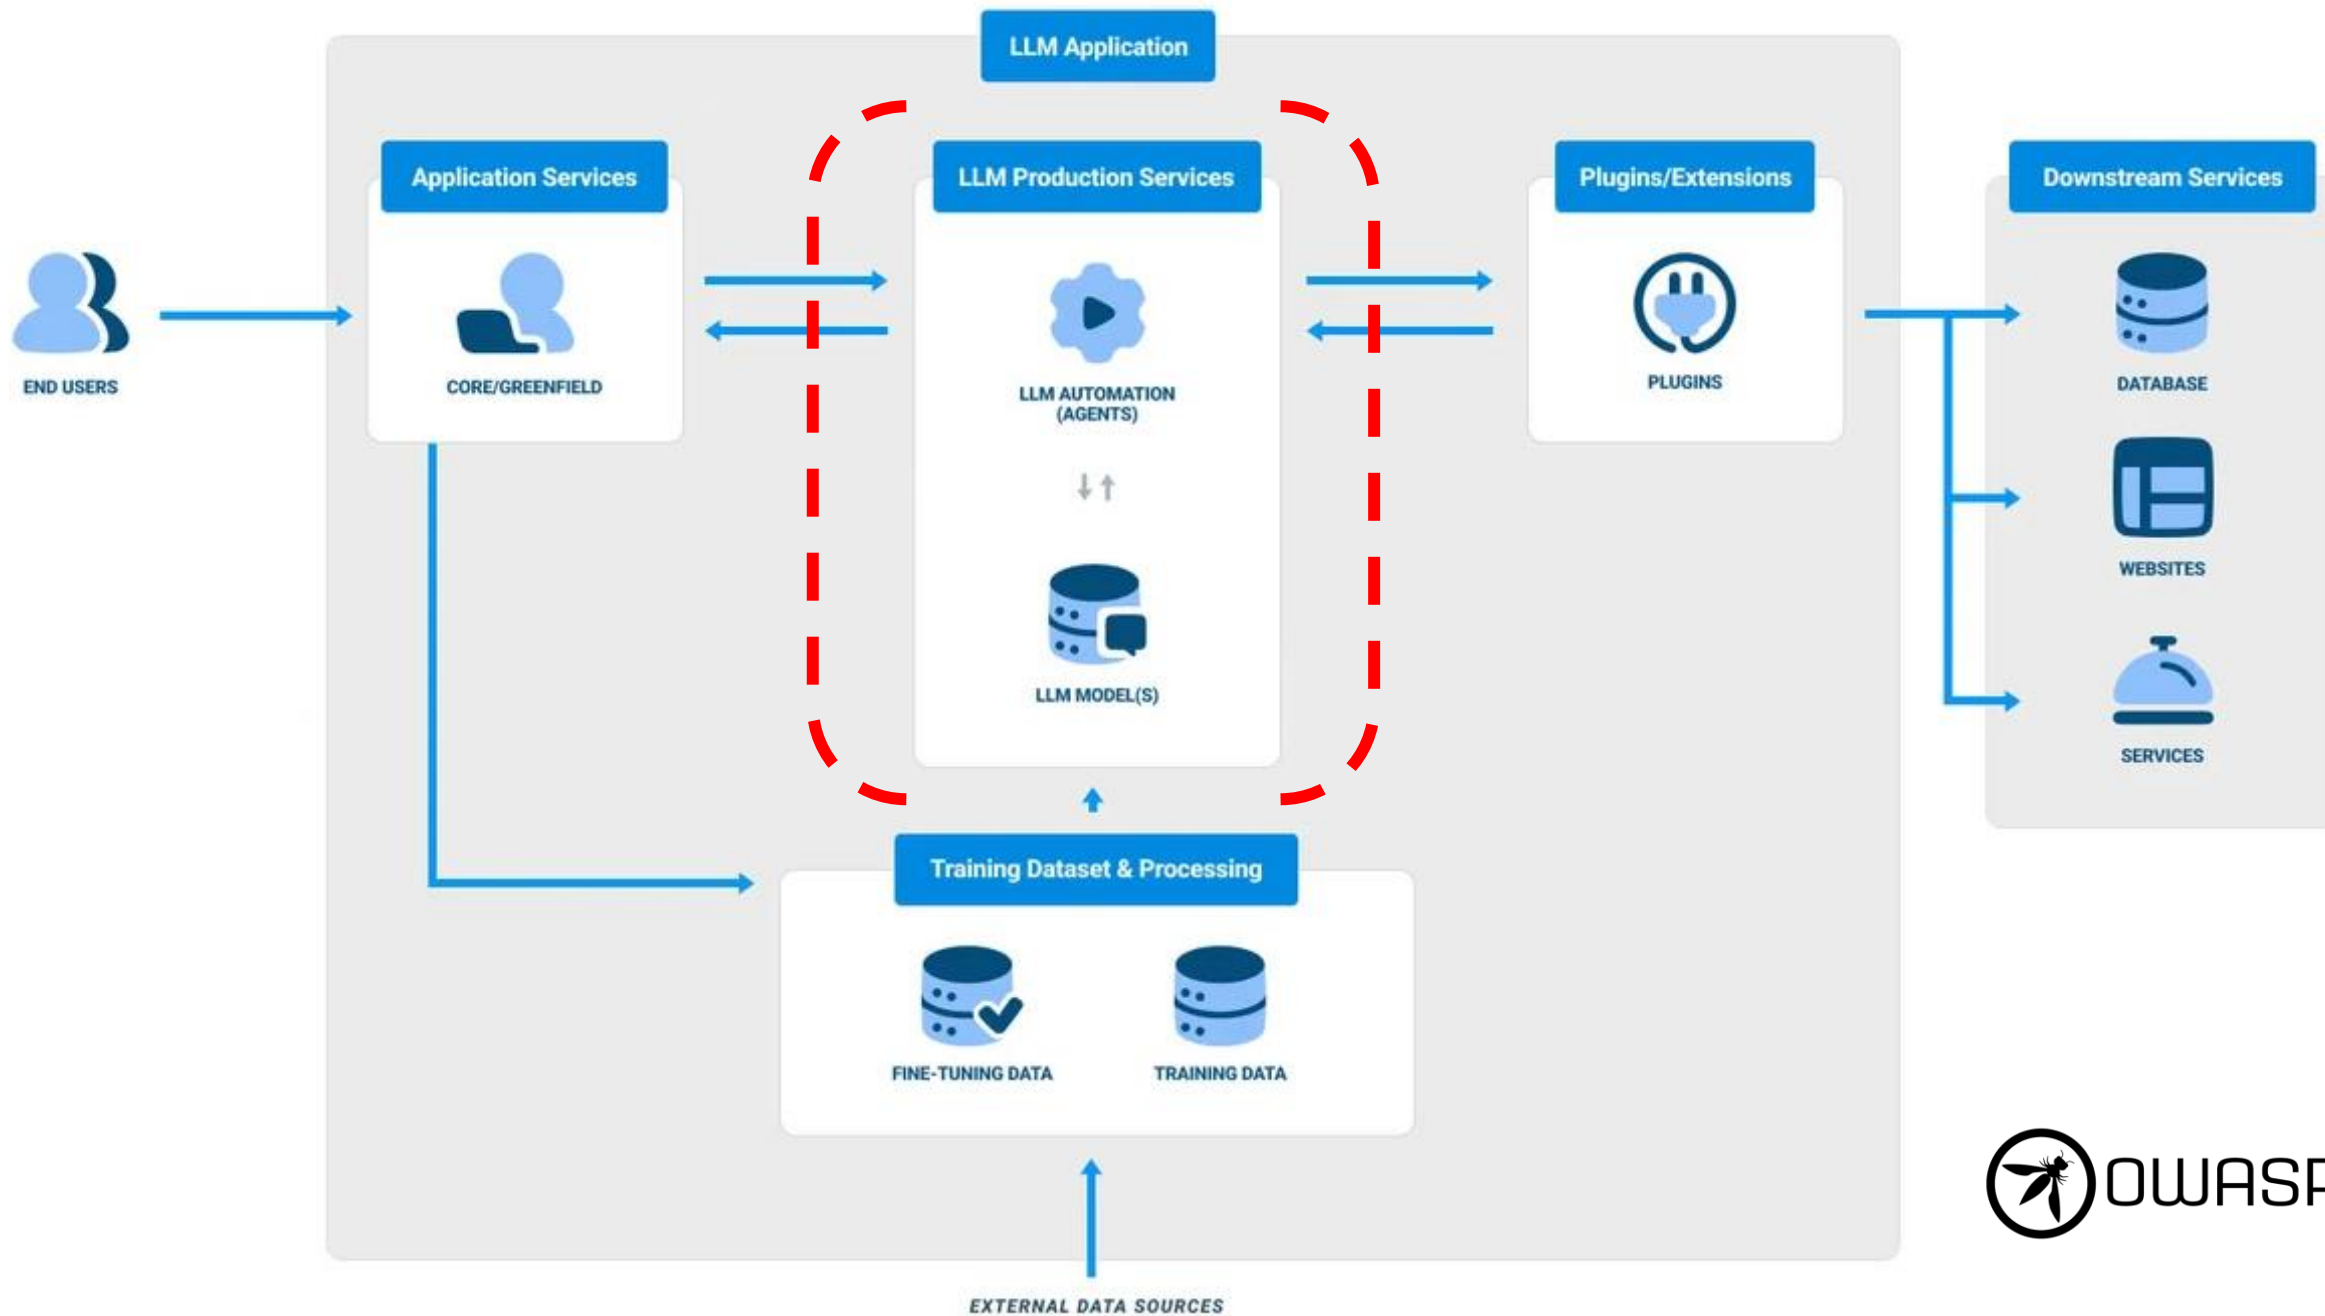 LLM Application
Application Services
LLM Production Services
Plugins/Extensions
Downstream Services
END USERS
CORE/GREENFIELD
LLM AUTOMATION
(AGENTS)
PLUGINS
DATABASE
WEBSITES
LLM MODEL(S)
SERVICES
Training Dataset & Processing
FINE-TUNING DATA
TRAINING DATA
OWASP
EXTERNAL DATA SOURCES